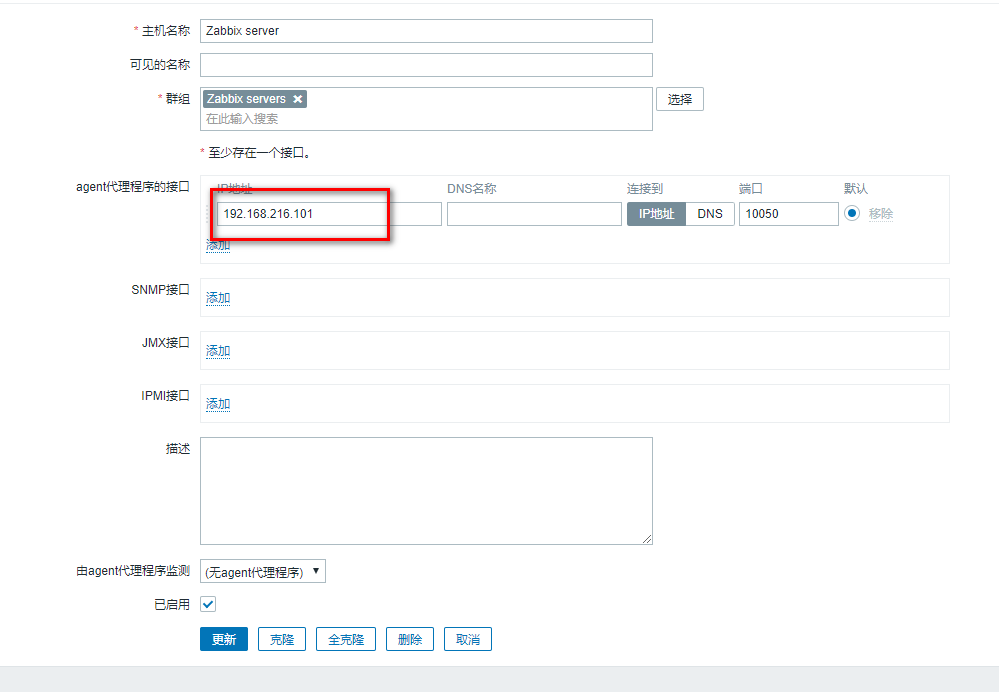 * 主机名称 Zabbix server
可见的名称
* 群组 Zabbix servers × 选择
在此输入搜索
* 至少存在一个接口。
agent代理程序的接口 IP地址 DNS名称 连接到 端口 默认
192.168.216.101 IP地址 DNS 10050 移除
添加
SNMP接口 添加
JMX接口 添加
IPMI接口 添加
描述
由agent代理程序监测 (无agent代理程序)
已启用
更新 克隆 全克隆 删除 取消